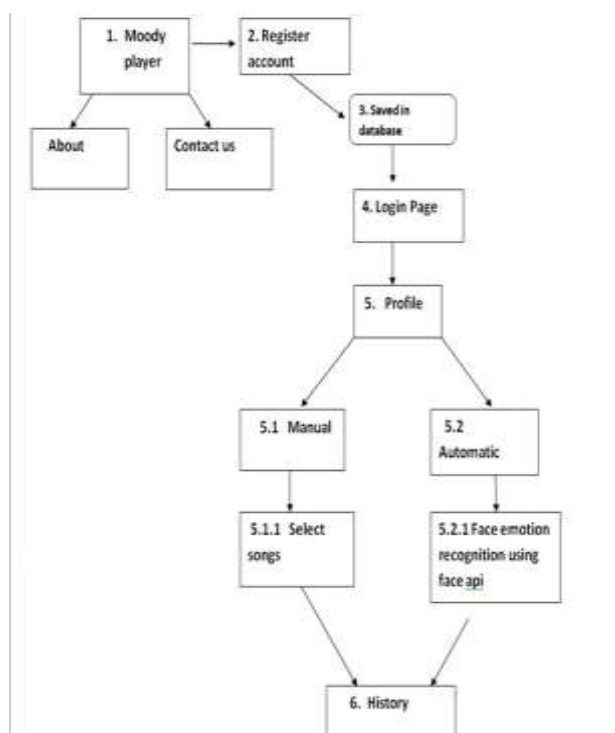 1. Moody
player
2. Register
account
3. Saved in
database
About
Contact us
4. Login Page
5. Profile
5.1 Manual
5.2
Automatic
5.1.1 Select
songs
5.2.1 Face emotion
recognition using
face api
6. History